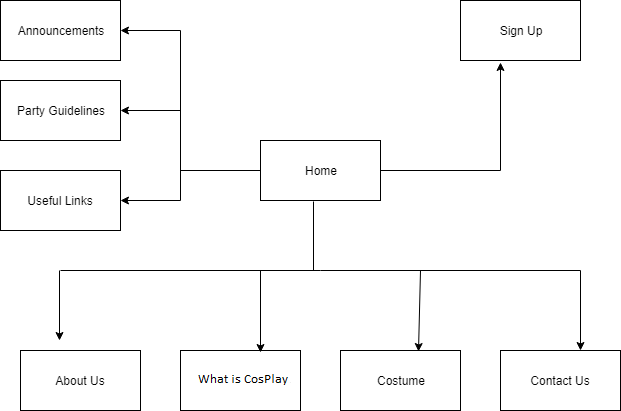 Announcements
Sign Up
Party Guidelines
Home
Useful Links
About Us
What is CosPlay
Costume
Contact Us